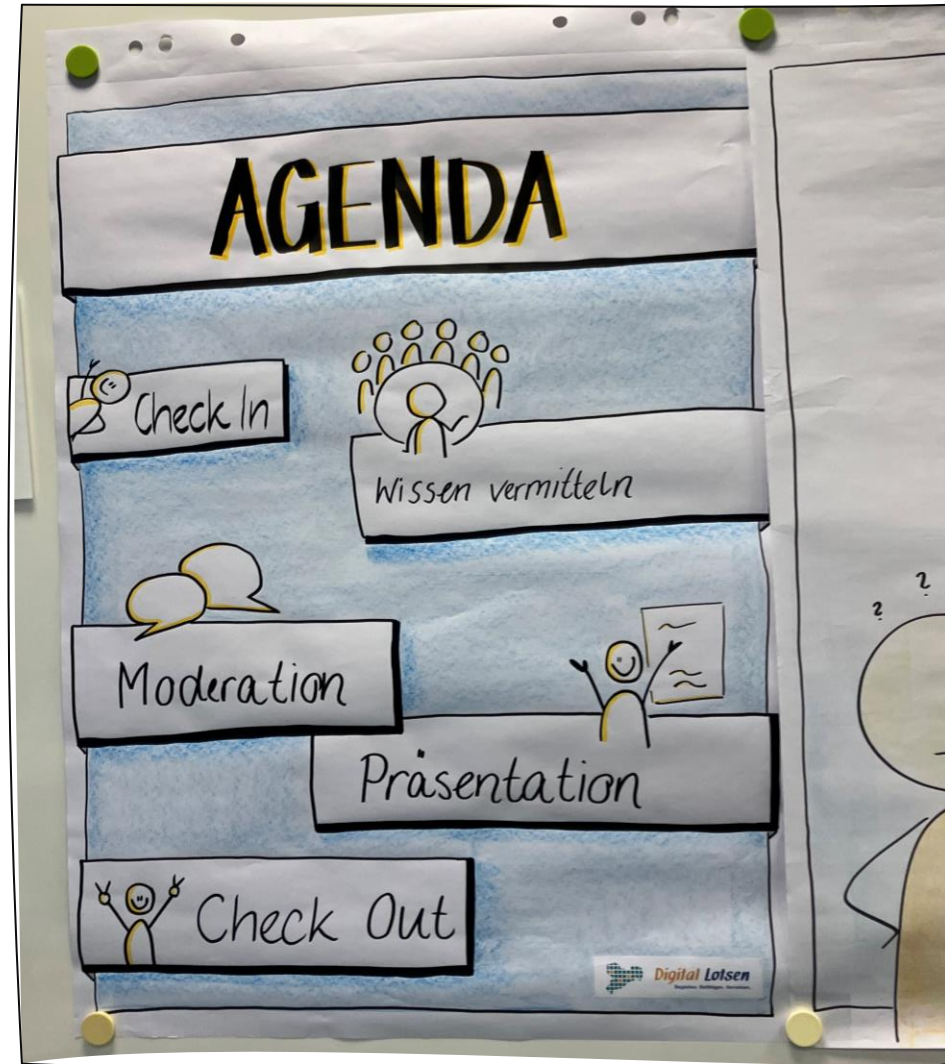 AGENDA
Check In
Wissen vermitteln
Moderation
Präsentation
Check Out
Digital Lotsen
? ?